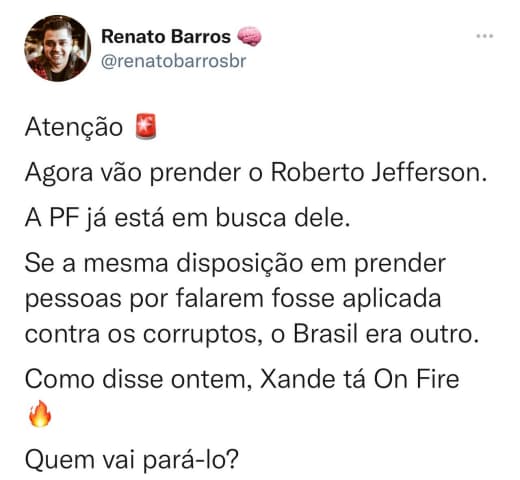 Renato Barros 🧠
@renatobarrosbr
Atenção 🚨
Agora vão prender o Roberto Jefferson.
A PF já está em busca dele.
Se a mesma disposição em prender
pessoas por falarem fosse aplicada
contra os corruptos, o Brasil era outro.
Como disse ontem, Xande tá On Fire
🔥
Quem vai pará-lo?